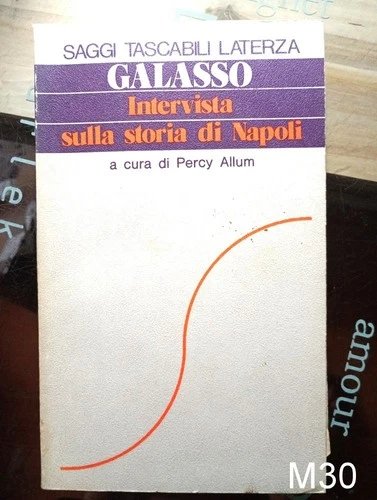 SAGGI TASCABILI LATERZA
GALASSO
Intervista
sulla storia di Napoli
a cura di Percy Allum
amour
M30